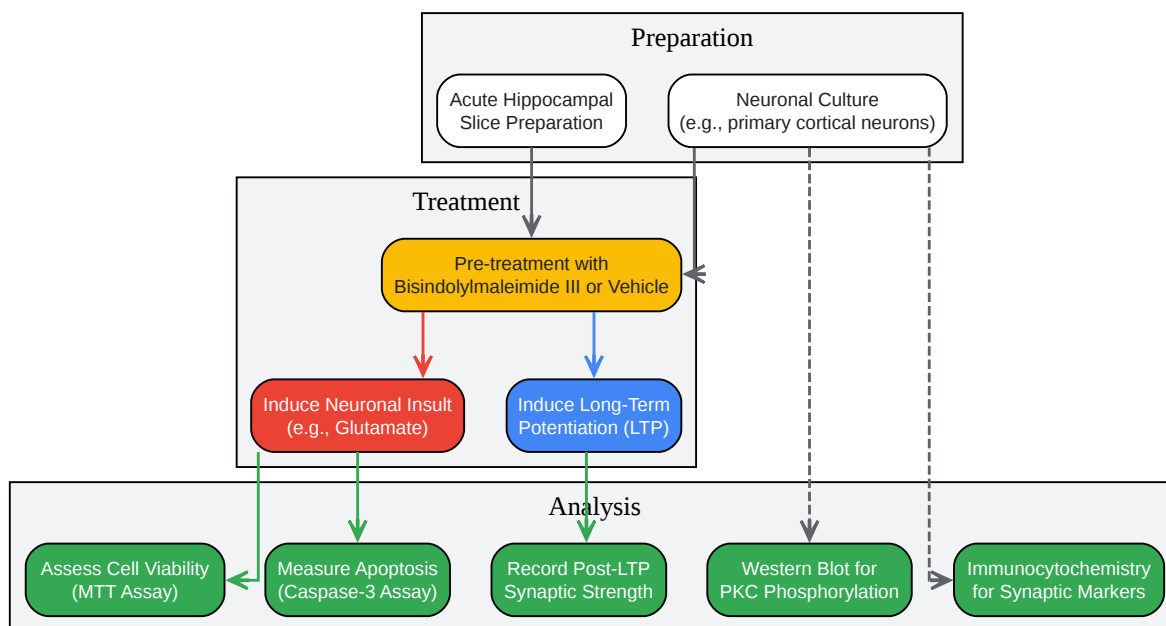 Preparation
Acute Hippocampal
Slice Preparation
Neuronal Culture
(e.g., primary cortical neurons)
Treatment
Pre-treatment with
Bisindolylmaleimide III or Vehicle
Induce Neuronal Insult
(e.g., Glutamate)
Induce Long-Term
Potentiation (LTP)
Analysis
Assess Cell Viability
(MTT Assay)
Measure Apoptosis
(Caspase-3 Assay)
Record Post-LTP
Synaptic Strength
Western Blot for
PKC Phosphorylation
Immunocytochemistry
for Synaptic Markers